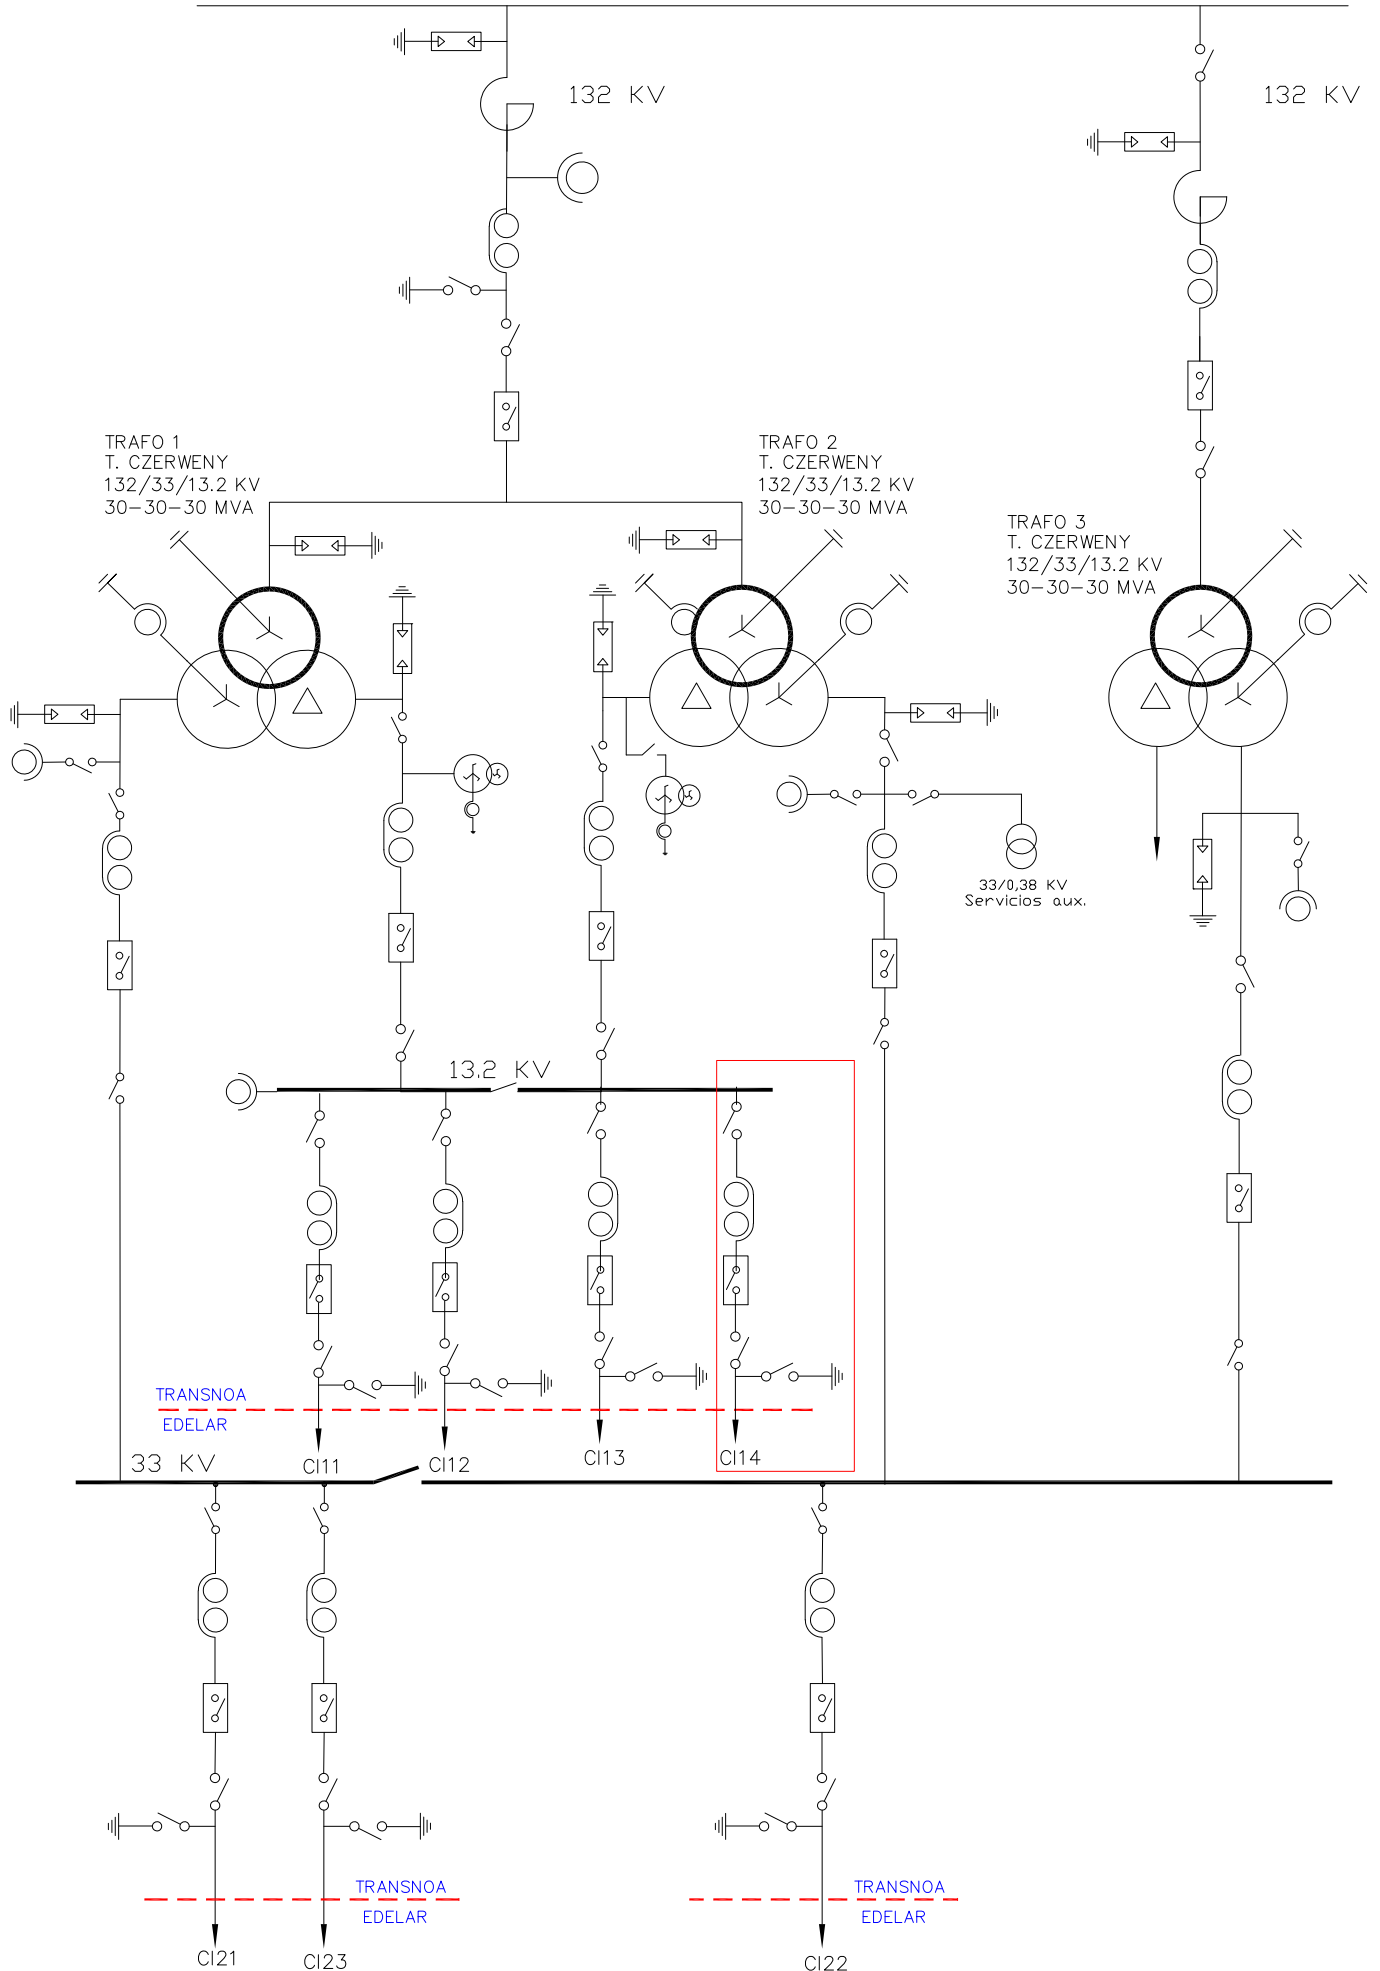 132 KV
132 KV
TRAFO 1
T. CZERWENY
132/33/13.2 KV
30-30-30 MVA
TRAFO 2
T. CZERWENY
132/33/13.2 KV
30-30-30 MVA
TRAFO 3
T. CZERWENY
132/33/13.2 KV
30-30-30 MVA
33/0,38 KV
Servicios aux.
13.2 KV
TRANSNOA
EDELAR
CI11
CI12
CI13
CI14
33 KV
TRANSNOA
EDELAR
TRANSNOA
EDELAR
CI21
CI23
CI22